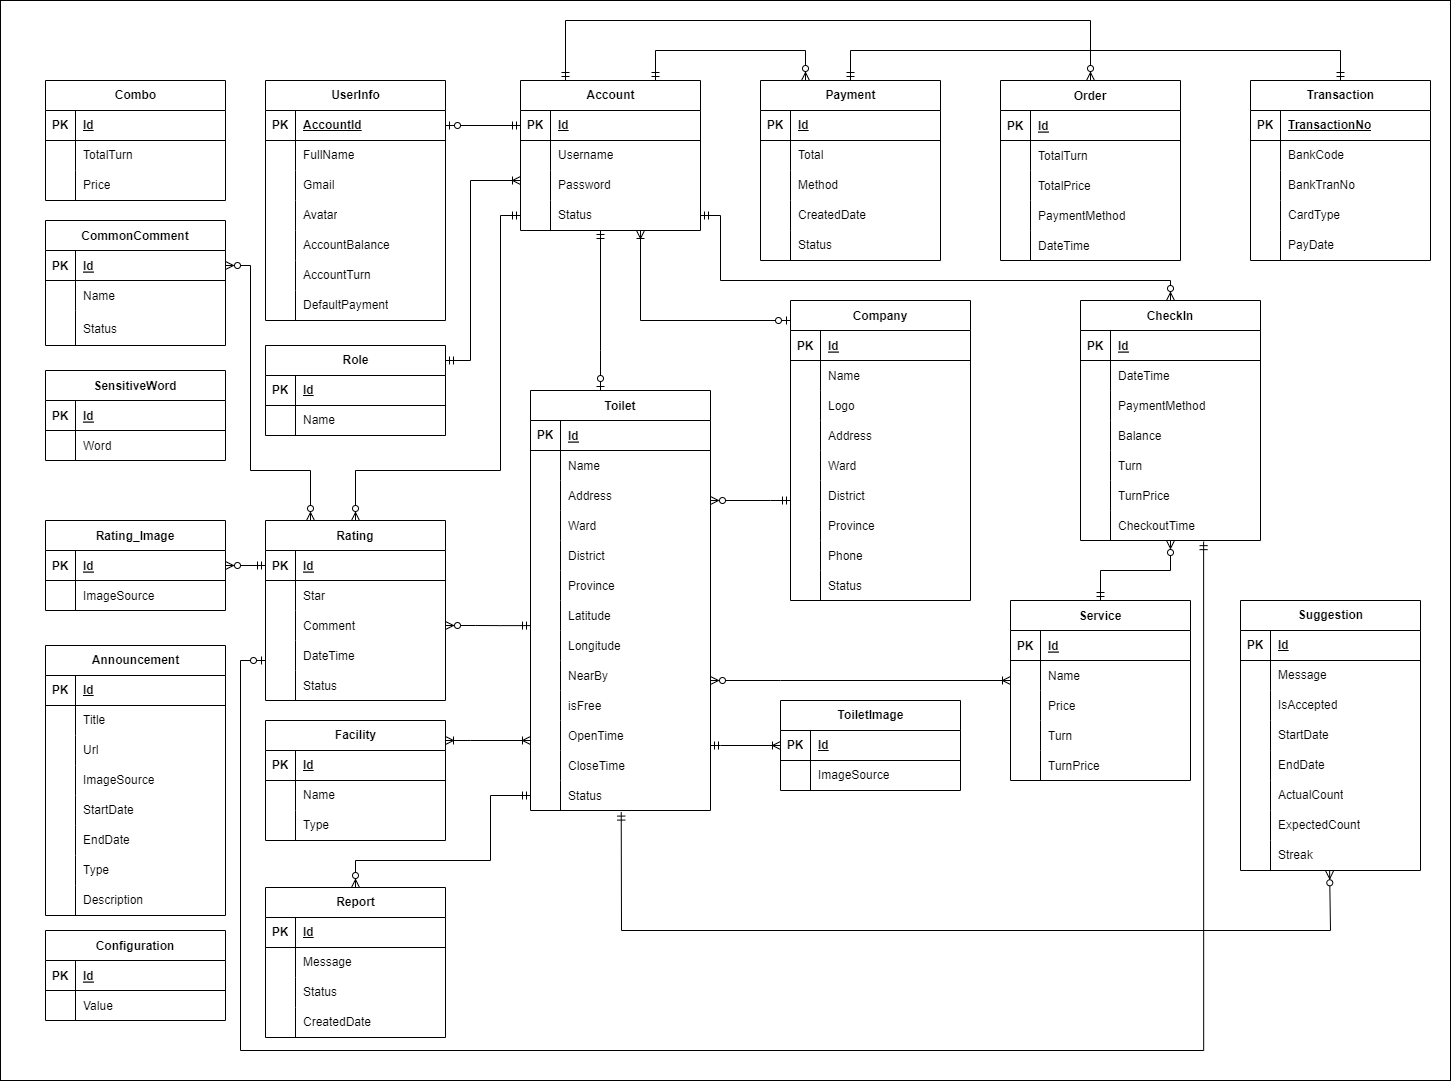 Combo
PK Id
TotalTurn
Price
CommonComment
PK Id
Name
Status
SensitiveWord
PK Id
Word
Rating_Image
PK Id
ImageSource
Announcement
PK Id
Title
Url
ImageSource
StartDate
EndDate
Type
Description
Configuration
PK Id
Value
UserInfo
PK AccountId
FullName
Gmail
Avatar
AccountBalance
AccountTurn
DefaultPayment
Role
PK Id
Name
Rating
PK Id
Star
Comment
DateTime
Status
Facility
PK Id
Name
Type
Report
PK Id
Message
Status
CreatedDate
Account
PK Id
Username
Password
Status
Toilet
PK Id
Name
Address
Ward
District
Province
Latitude
Longitude
NearBy
isFree
OpenTime
CloseTime
Status
Payment
PK Id
Total
Method
CreatedDate
Status
Company
PK Id
Name
Logo
Address
Ward
District
Province
Phone
Status
ToiletImage
PK Id
ImageSource
Order
PK Id
TotalTurn
TotalPrice
PaymentMethod
DateTime
CheckIn
PK Id
DateTime
PaymentMethod
Balance
Turn
TurnPrice
CheckoutTime
Service
PK Id
Name
Price
Turn
TurnPrice
Transaction
PK TransactionNo
BankCode
BankTranNo
CardType
PayDate
Suggestion
PK Id
Message
IsAccepted
StartDate
EndDate
ActualCount
ExpectedCount
Streak